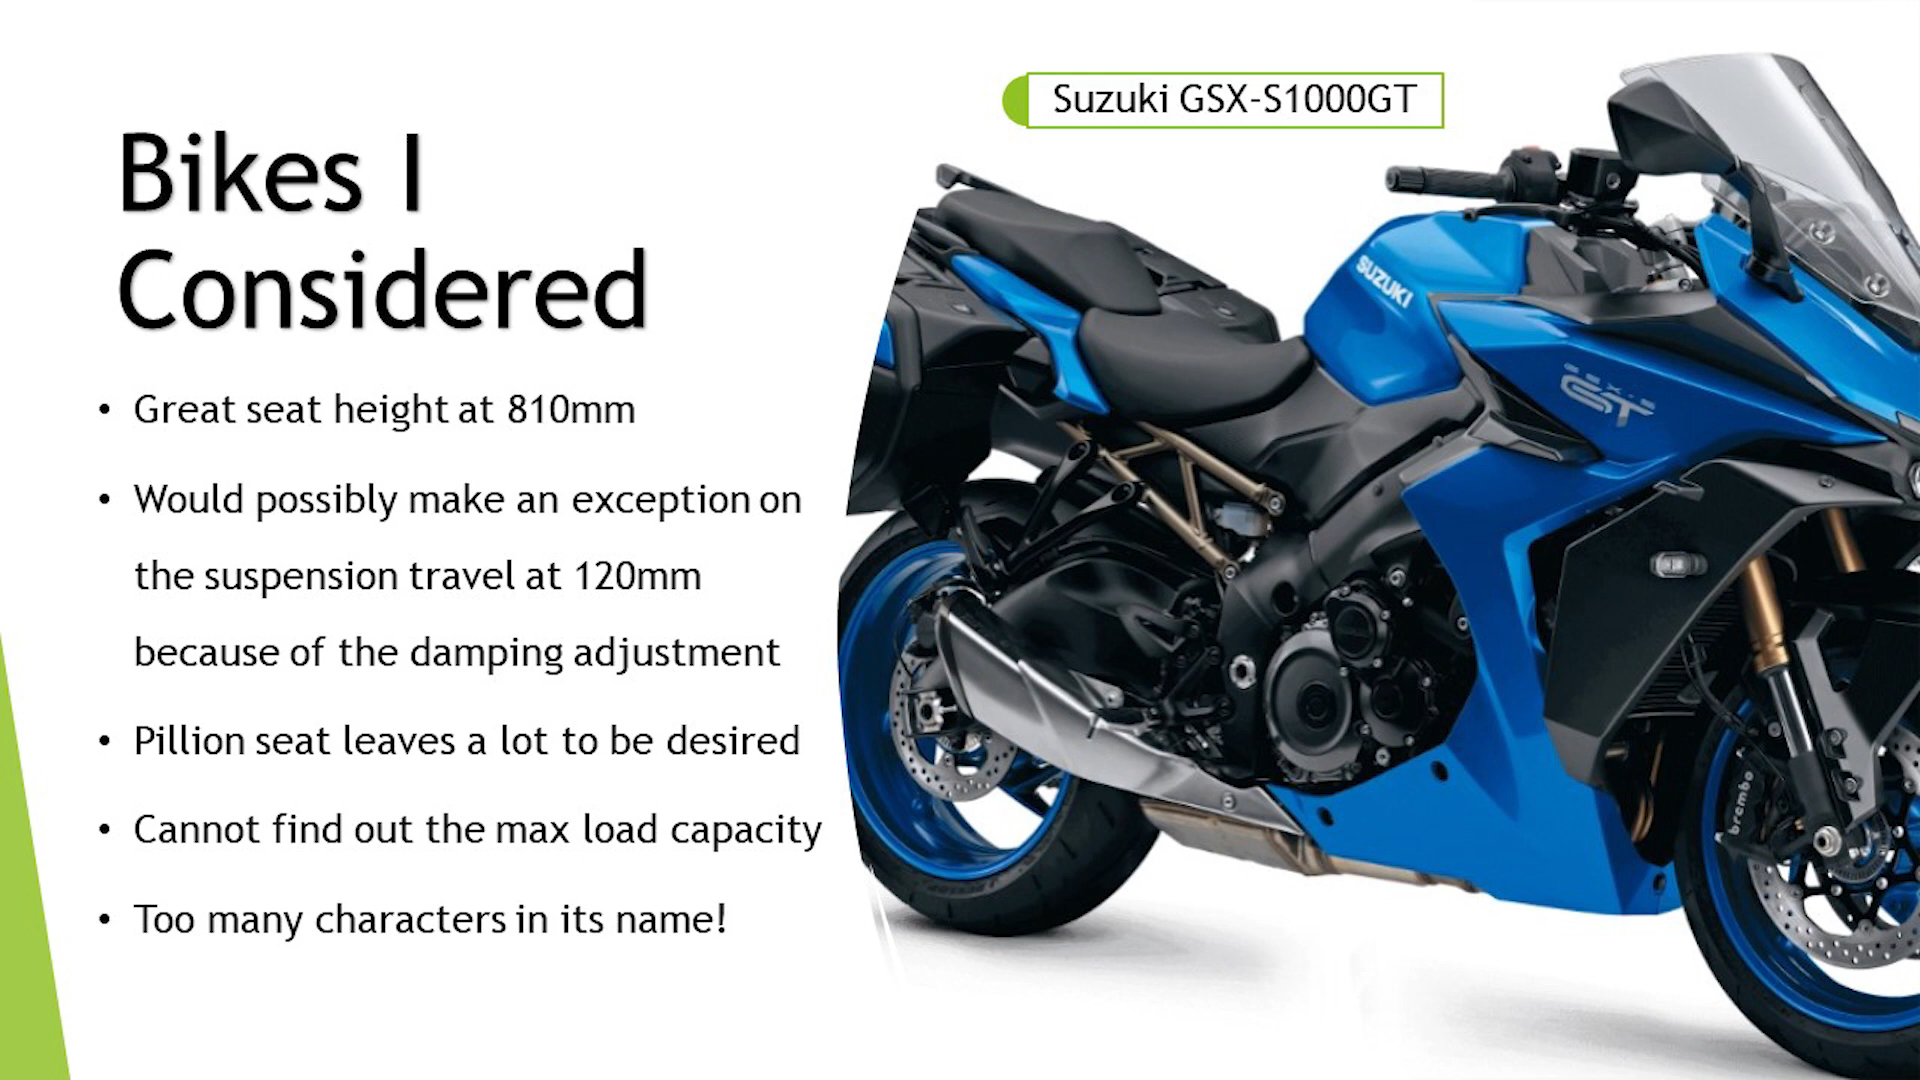 Suzuki GSX-S1000GT
Bikes I
Considered
• Great seat height at 810mm
• Would possibly make an exception on
the suspension travel at 120mm
because of the damping adjustment
• Pillion seat leaves a lot to be desired
• Cannot find out the max load capacity
• Too many characters in its name!
SUZUKI
GT
brembo